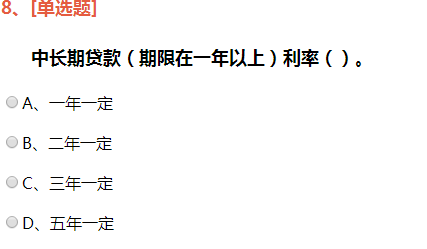 8、[单选题]
中长期贷款（期限在一年以上）利率（ ）。
A、一年一定
B、二年一定
C、三年一定
D、五年一定